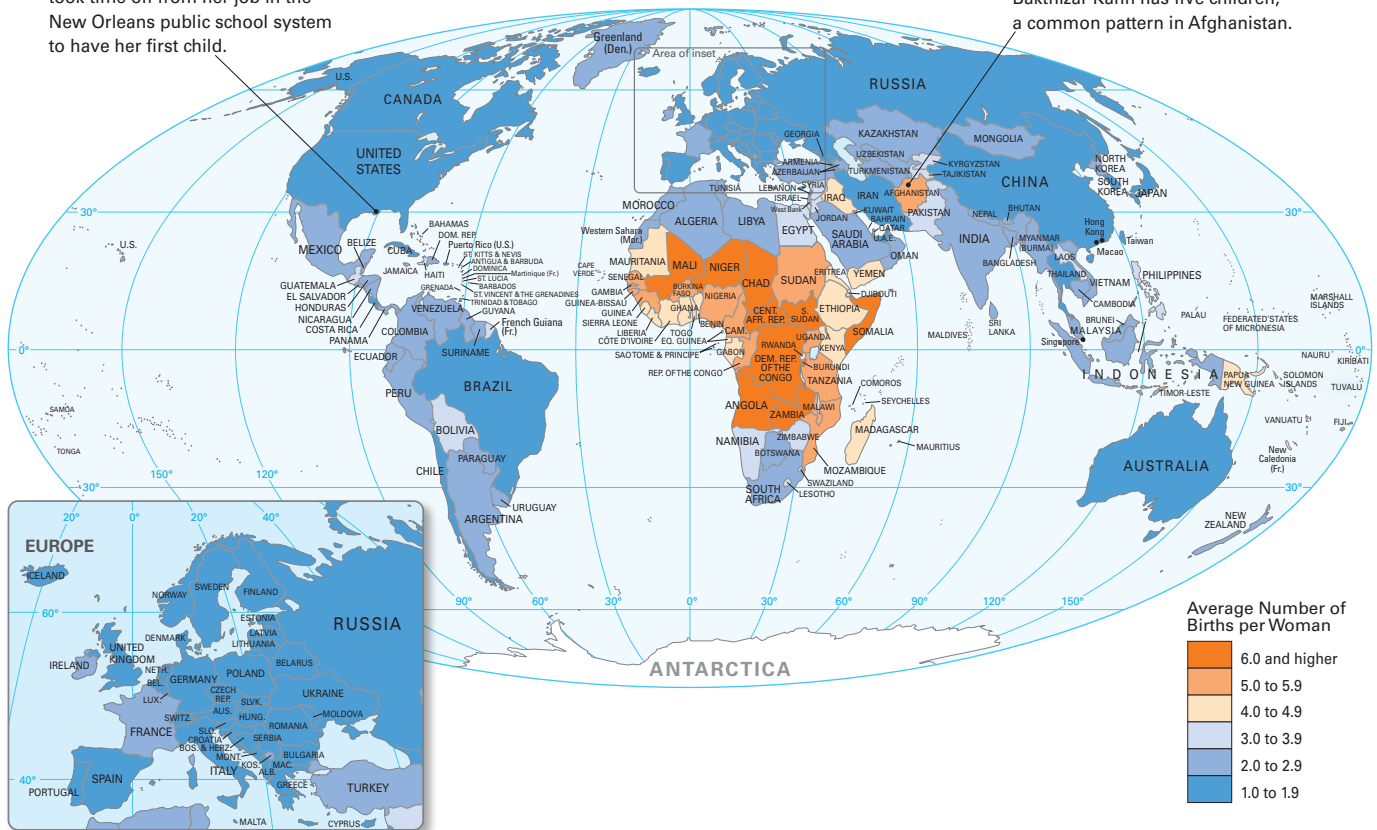 took time off from her job in the
New Orleans public school system
to have her first child.
Bakhtizar Kahn has five children,
a common pattern in Afghanistan.
Greenland
(Den.)
Area of inset
U.S.
CANADA
UNITED
STATES
RUSSIA
GEORGIA
KAZAKHSTAN
MONGOLIA
UZBEKISTAN
ARMENIA
AZERBAIJAN
TURKMENISTAN
KYRGYZSTAN
TAJIKISTAN
NORTH
KOREA
SOUTH
KOREA
JAPAN
CHINA
TUNISIA
LEBANON
SYRIA
ISRAEL
West Bank
JORDAN
IRAQ
IRAN
AFGHANISTAN
KUWAIT
BAHRAIN
QATAR
U.A.E.
PAKISTAN
NEPAL
BHUTAN
Hong
Kong
Macao
Taiwan
MOROCCO
ALGERIA
LIBYA
EGYPT
SAUDI
ARABIA
OMAN
INDIA
MYANMAR
(BURMA)
BANGLADESH
LAOS
THAILAND
VIETNAM
CAMBODIA
PHILIPPINES
30°
30°
U.S.
MEXICO
BELIZE
CUBA
BAHAMAS
DOM. REP.
Puerto Rico (U.S.)
ST. KITTS & NEVIS
ANTIGUA & BARBUDA
DOMINICA
Martinique (Fr.)
ST. LUCIA
BARBADOS
ST. VINCENT & THE GRENADINES
TRINIDAD & TOBAGO
JAMAICA
HAITI
GRENADA
GUATEMALA
EL SALVADOR
HONDURAS
NICARAGUA
COSTA RICA
PANAMA
VENEZUELA
GUYANA
French Guiana
(Fr.)
COLOMBIA
SURINAME
ECUADOR
BRAZIL
PERU
BOLIVIA
PARAGUAY
CHILE
URUGUAY
ARGENTINA
Western Sahara
(Mor.)
CAPE
VERDE
MAURITANIA
MALI
NIGER
CHAD
SUDAN
ERITREA
YEMEN
DJIBOUTI
SENEGAL
GAMBIA
GUINEA-BISSAU
GUINEA
SIERRA LEONE
LIBERIA
CÔTE D'IVOIRE
BURKINA
FASO
GHANA
TOGO
BENIN
NIGERIA
CAM.
EQ. GUINEA
SAO TOME & PRINCIPE
GABON
REP. OF THE CONGO
CENT.
AFR. REP.
S.
SUDAN
ETHIOPIA
SOMALIA
UGANDA
KENYA
RWANDA
BURUNDI
DEM. REP.
OF THE
CONGO
TANZANIA
COMOROS
SEYCHELLES
ANGOLA
ZAMBIA
MALAWI
MADAGASCAR
MAURITIUS
NAMIBIA
ZIMBABWE
BOTSWANA
MOZAMBIQUE
SWAZILAND
LESOTHO
SOUTH
AFRICA
MALDIVES
SRI
LANKA
BRUNEI
MALAYSIA
Singapore
INDONESIA
TIMOR-LESTE
PAPUA
NEW GUINEA
PALAU
FEDERATED STATES
OF MICRONESIA
MARSHALL
ISLANDS
NAURU
KIRIBATI
SOLOMON
ISLANDS
TUVALU
VANUATU
FIJI
New
Caledonia
(Fr.)
AUSTRALIA
NEW
ZEALAND
SAMOA
TONGA
0°
0°
0°
150°
120°
30°
30°
90°
60°
30°
0°
30°
60°
90°
120°
150°
ANTARCTICA
20°
0°
20°
40°
60°
40°
EUROPE
ICELAND
NORWAY
SWEDEN
FINLAND
ESTONIA
LATVIA
LITHUANIA
RUSSIA
DENMARK
UNITED
KINGDOM
IRELAND
NETH.
BEL.
LUX.
GERMANY
POLAND
BELARUS
CZECH
REP.
SLVK.
UKRAINE
AUS.
HUNG.
MOLDOVA
SWITZ.
FRANCE
SLO.
CROATIA
BOS. & HERZ.
ROMANIA
SERBIA
MONT.
KOS.
MAC.
BULGARIA
ITALY
ALB.
GREECE
TURKEY
SPAIN
PORTUGAL
MALTA
CYPRUS
Average Number of
Births per Woman
6.0 and higher
5.0 to 5.9
4.0 to 4.9
3.0 to 3.9
2.0 to 2.9
1.0 to 1.9